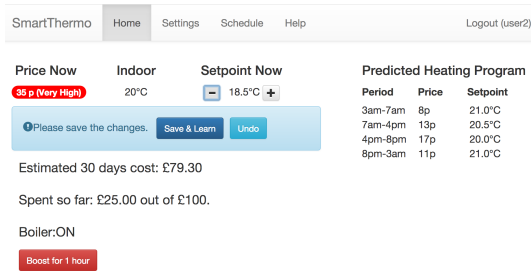 SmartThermo Home Settings Schedule Help Logout (user2)
Price Now Indoor Setpoint Now
35 p (Very High) 20°C - 18.5°C +
Please save the changes. Save & Learn Undo
Estimated 30 days cost: £79.30
Spent so far: £25.00 out of £100.
Boiler:ON
Boost for 1 hour
Predicted Heating Program
Period Price Setpoint
3am-7am 8p 21.0°C
7am-4pm 13p 20.5°C
4pm-8pm 17p 20.0°C
8pm-3am 11p 21.0°C